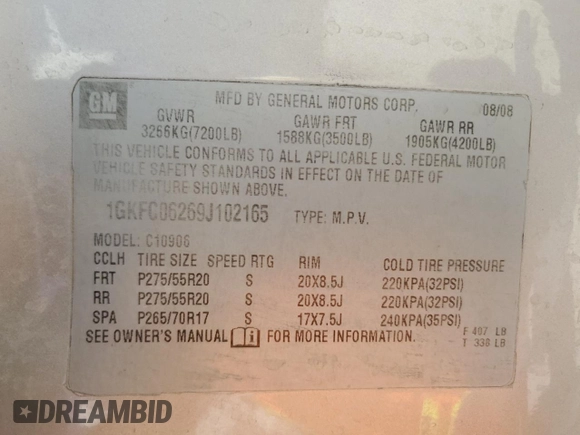 GM
MFD BY GENERAL MOTORS CORP. 08/08
GVWR GAWR FRT GAWR RR
3266KG(7200LB) 1588KG(3500LB) 1905KG(4200LB)
THIS VEHICLE CONFORMS TO ALL APPLICABLE U.S. FEDERAL MOTOR
VEHICLE SAFETY STANDARDS IN EFFECT ON THE DATE OF
MANUFACTURE SHOWN ABOVE.
1GKFC06269J102165 TYPE: M.P.V.
MODEL: C10906
CCLH TIRE SIZE SPEED RTG RIM COLD TIRE PRESSURE
FRT P275/55R20 S 20X8.5J 220KPA(32PSI)
RR P275/55R20 S 20X8.5J 220KPA(32PSI)
SPA P265/70R17 S 17X7.5J 240KPA(35PSI)
SEE OWNER'S MANUAL FOR MORE INFORMATION.
F 407 LB
T 338 LB
DREAMBID